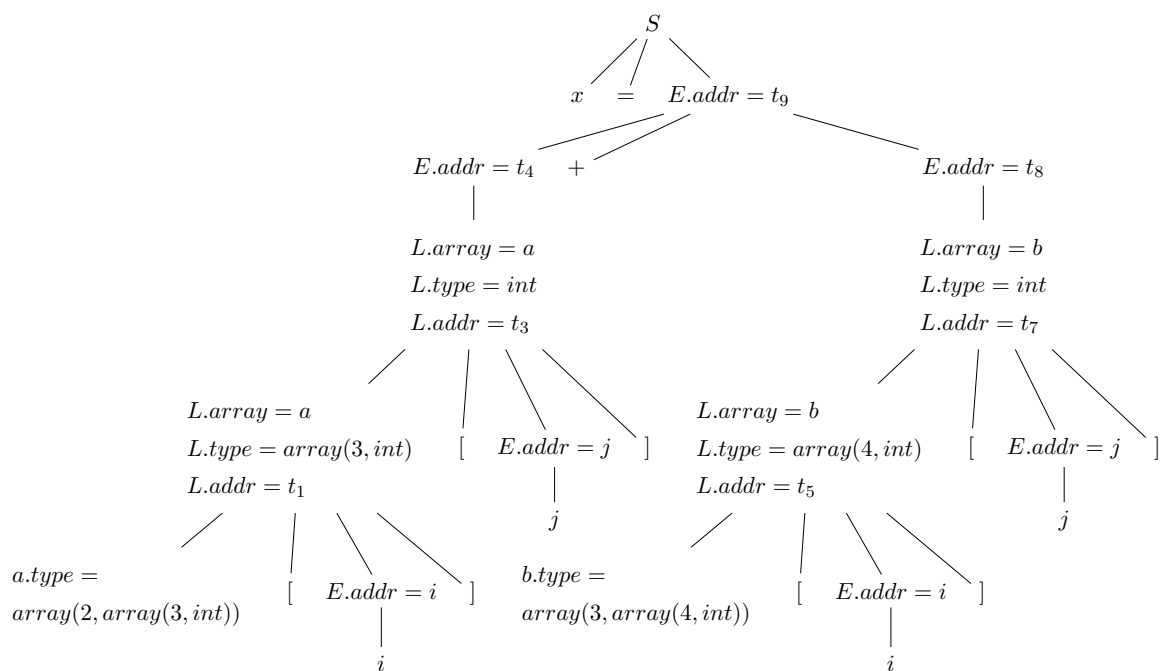 S
x = E.addr = t₉
E.addr = t₄ + E.addr = t₈
L.array = a L.array = b
L.type = int L.type = int
L.addr = t₃ L.addr = t₇
L.array = a L.array = b
L.type = array(3, int) [ E.addr = j ] L.type = array(4, int) [ E.addr = j ]
L.addr = t₁ L.addr = t₅
j j
a.type = b.type =
[ E.addr = i ] [ E.addr = i ]
array(2, array(3, int)) array(3, array(4, int))
i i